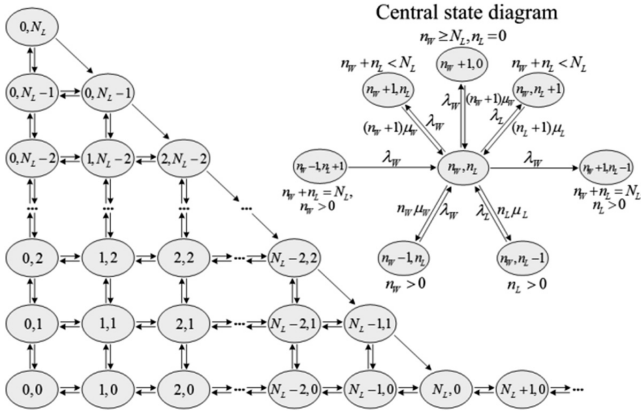 Central state diagram
0, N_L
n_W ≥ N_L, n_L = 0
n_W + n_L < N_L
n_W+1, 0
n_W + n_L < N_L
n_W+1, n_L
n_W, n_L+1
0, N_L−1 0, N_L−1
λ_W (n_W+1)μ_W
λ_W λ_L
(n_W+1)μ_W (n_L+1)μ_L
0, N_L−2 1, N_L−2 2, N_L−2
n_W−1, n_L+1 λ_W n_W, n_L λ_W n_W+1, n_L−1
n_W + n_L = N_L,
n_W > 0
n_W + n_L = N_L
n_L > 0
... ... ... ...
n_W μ_W λ_W λ_L n_L μ_L
0, 2 1, 2 2, 2 ... N_L−2, 2
n_W−1, n_L n_W, n_L−1
n_W > 0 n_L > 0
0, 1 1, 1 2, 1 ... N_L−2, 1 N_L−1, 1
0, 0 1, 0 2, 0 ... N_L−2, 0 N_L−1, 0 N_L, 0 N_L+1, 0 ...